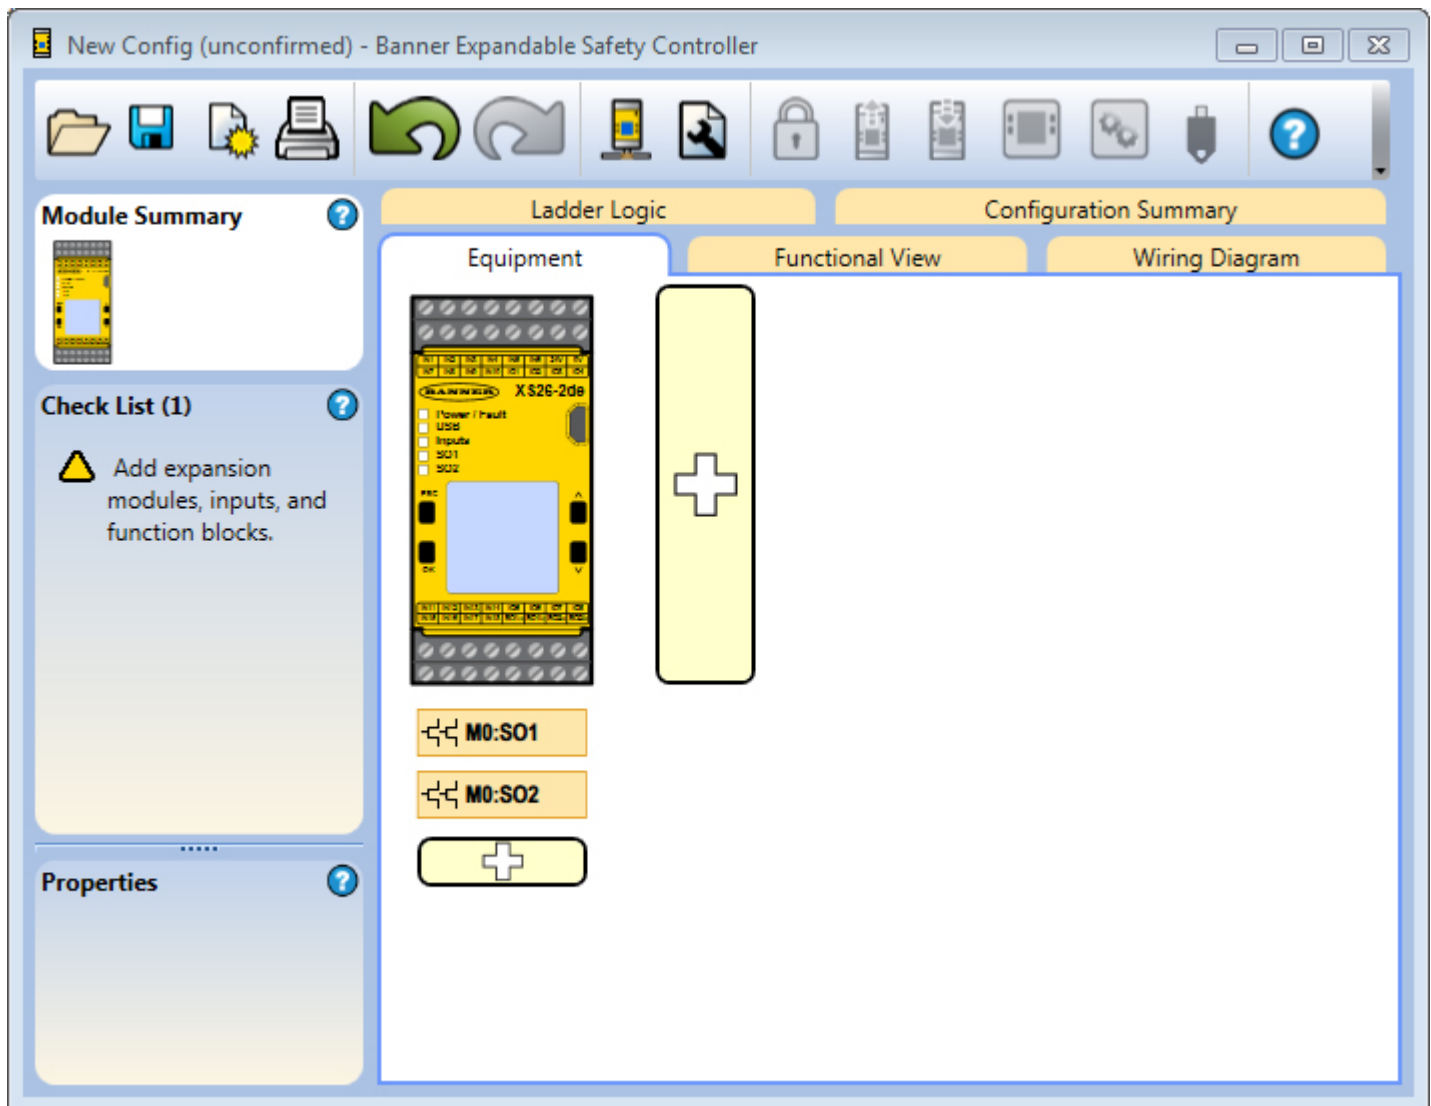 New Config (unconfirmed) - Banner Expandable Safety Controller
Module Summary
Ladder Logic
Configuration Summary
Equipment
Functional View
Wiring Diagram
Check List (1)
Add expansion
modules, inputs, and
function blocks.
Properties
BANNER XS26-2de
Power / Fault
USB
Inputs
SO1
SO2
ESC
OK
M0:SO1
M0:SO2